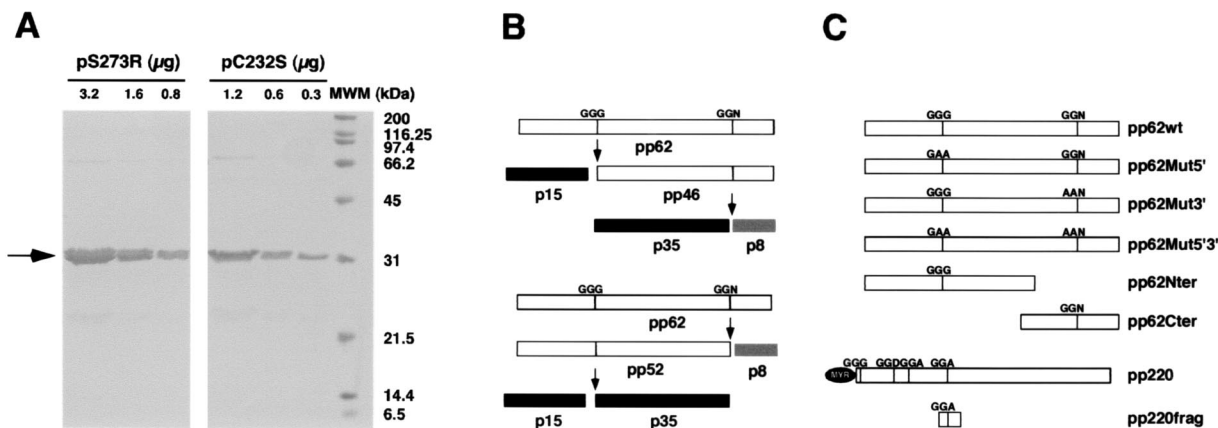 A
pS273R (µg) pC232S (µg)
3.2 1.6 0.8 1.2 0.6 0.3 MWM (kDa)
200
116.25
97.4
66.2
45
31
21.5
14.4
6.5
B
GGG GGN
pp62
p15 pp46
p35 p8
GGG GGN
pp62
pp52 p8
p15 p35
C
GGG GGN
pp62wt
GAA GGN
pp62Mut5'
GGG AAN
pp62Mut3'
GAA AAN
pp62Mut5'3'
GGG
pp62Nter
GGN
pp62Cter
GGG GGDGGA GGA
MYR pp220
GGA
pp220frag